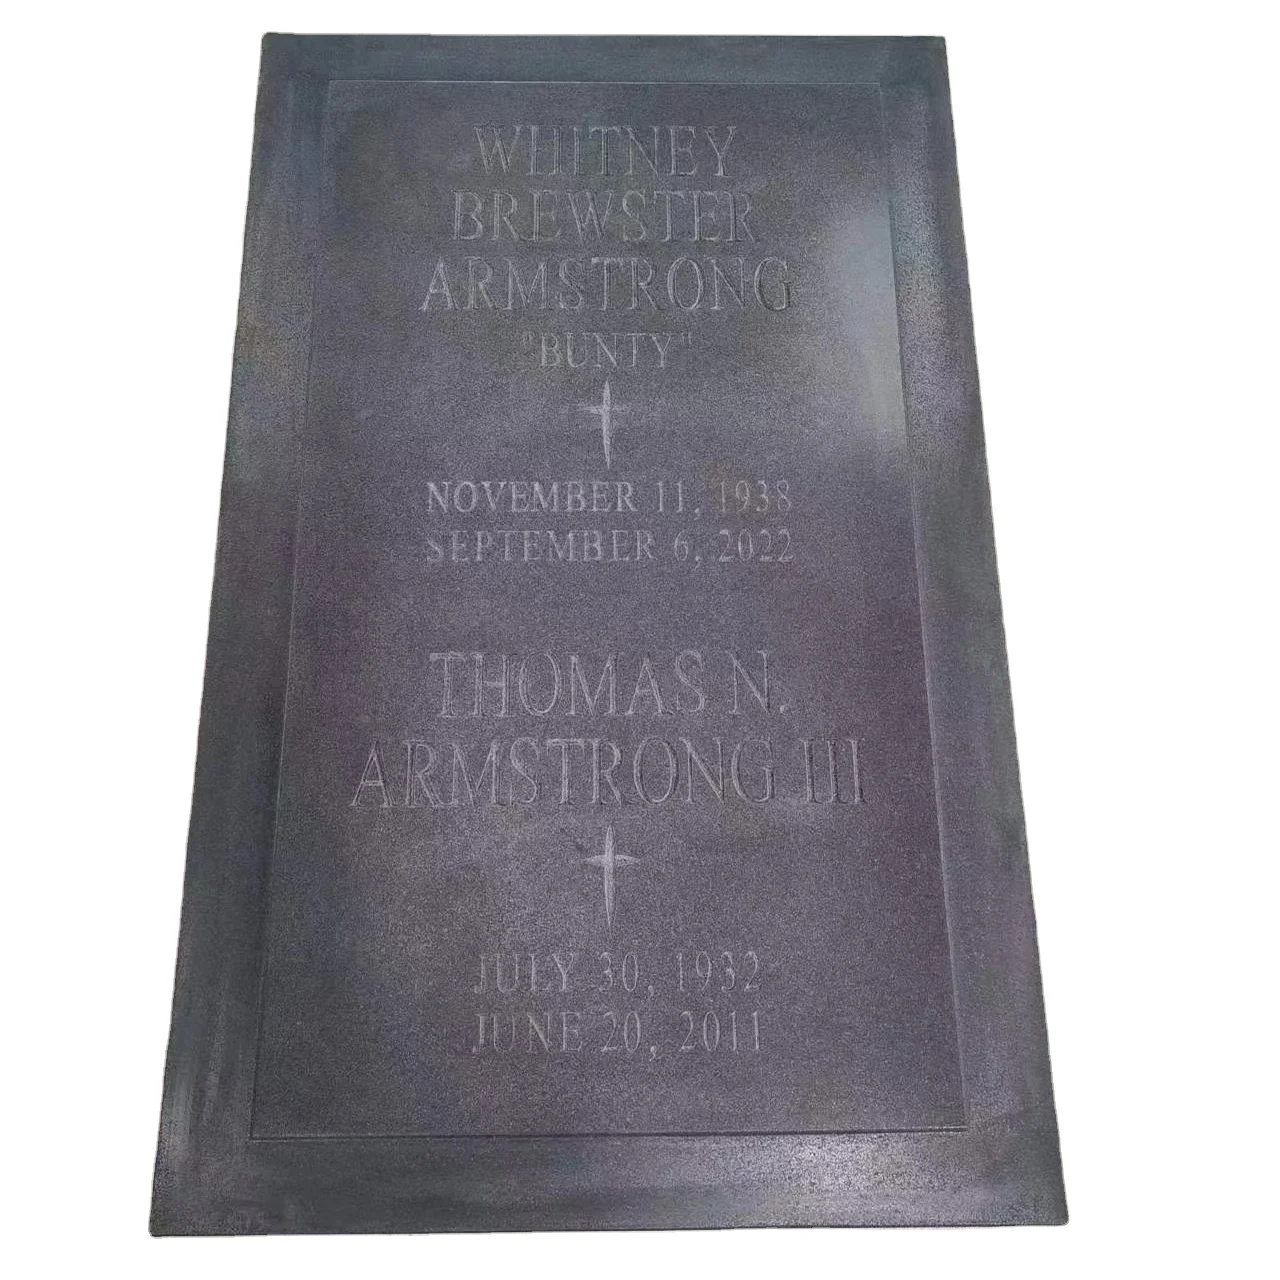 WHITNEY
BREWSTER
ARMSTRONG
"BUNTY"
NOVEMBER 11, 1938
SEPTEMBER 6, 2022
THOMAS N.
ARMSTRONG III
JULY 30, 1932
JUNE 20, 2011